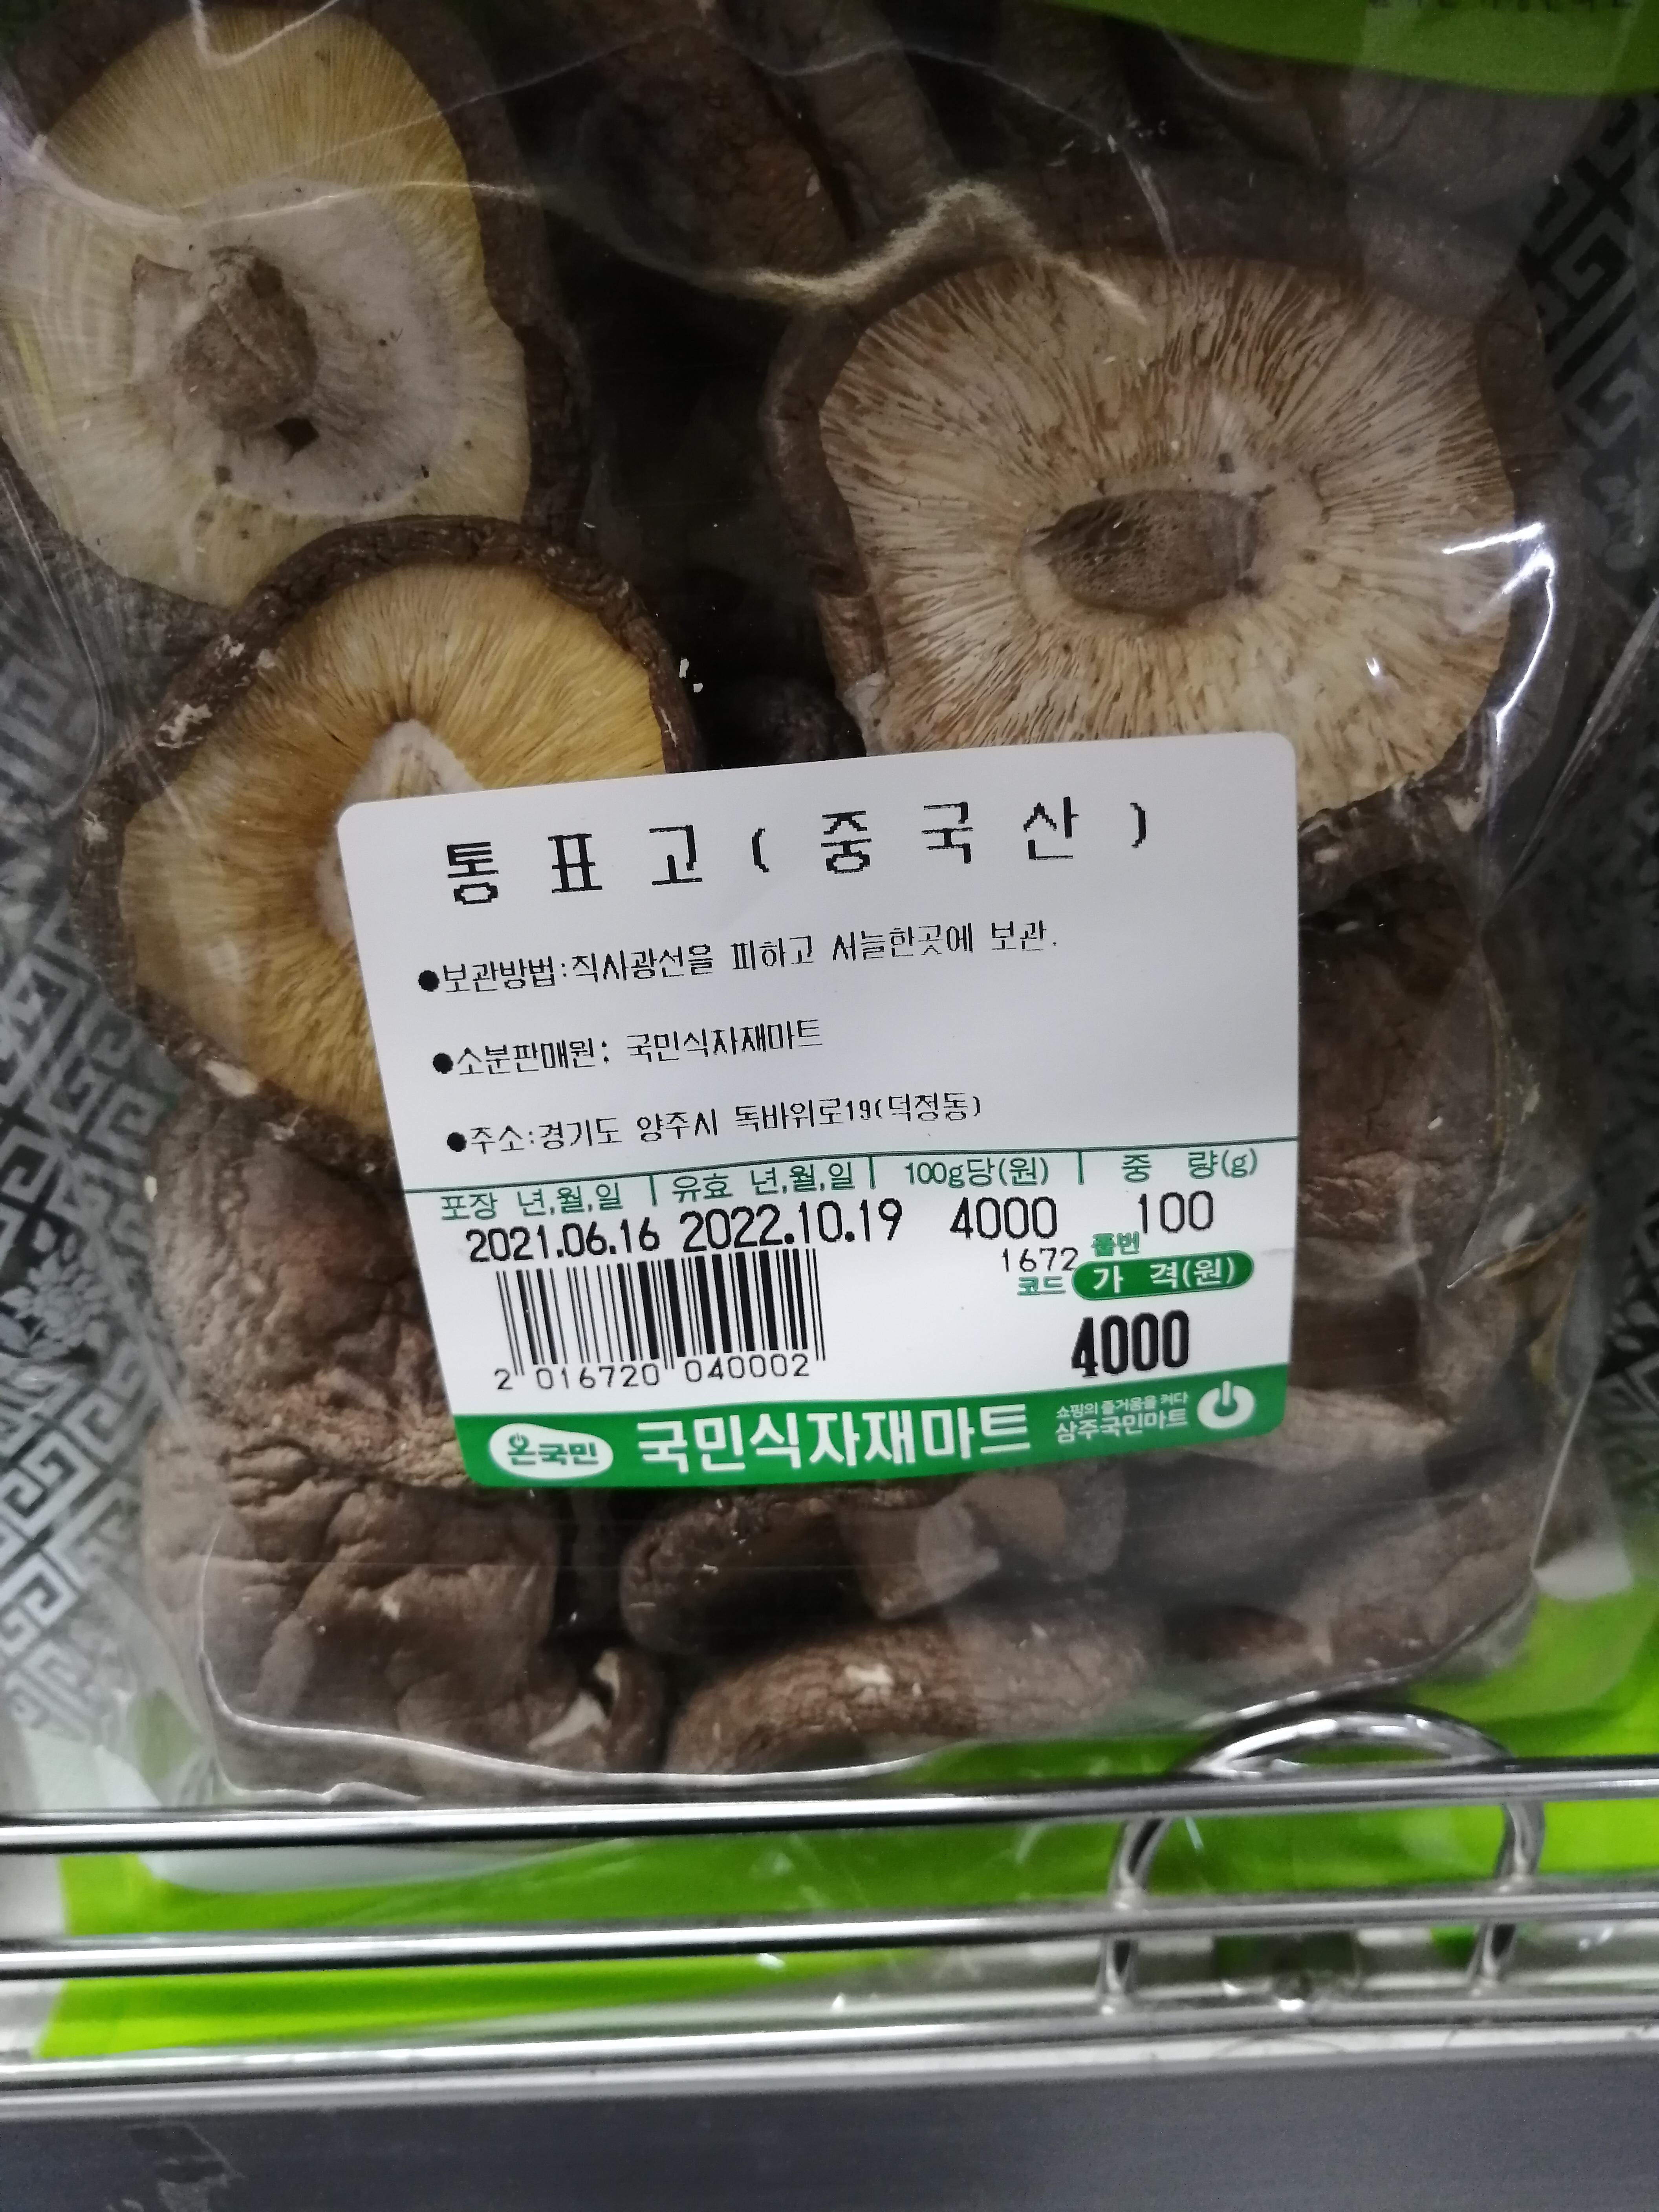 통 표 고 ( 중 국 산 )
●보관방법:직사광선을 피하고 서늘한곳에 보관.
●소분판매원: 국민식자재마트
●주소:경기도 양주시 독바위로19(덕정동)
포장 년,월,일 유효 년,월,일 100g당(원) 중 량(g)
2021.06.16 2022.10.19 4000 100
1672 품번
코드 가 격(원)
4000
2 016720 040002
온국민 국민식자재마트 쇼핑의 즐거움을 켜다
삼주국민마트